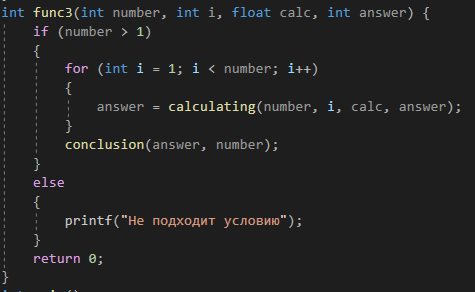 int func3(int number, int i, float calc, int answer) {
if (number > 1)
{
for (int i = 1; i < number; i++)
{
answer = calculating(number, i, calc, answer);
}
conclusion(answer, number);
}
else
{
printf("Не подходит условию");
}
return 0;
}